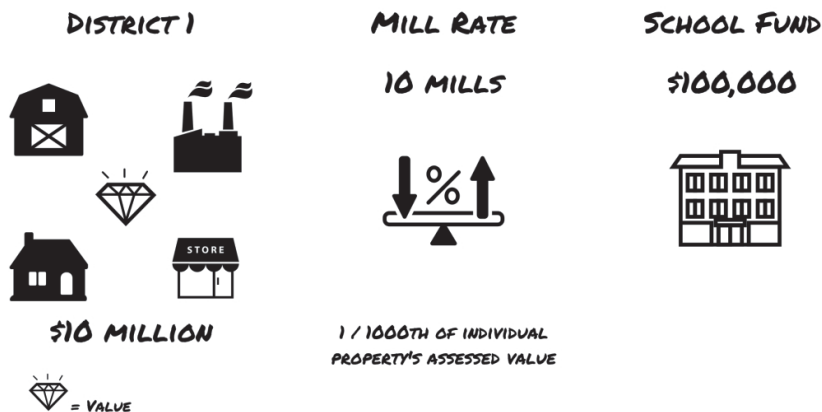 DISTRICT 1
MILL RATE
SCHOOL FUND
10 MILLS
$100,000
STORE
$10 MILLION
1 / 1000TH OF INDIVIDUAL
PROPERTY'S ASSESSED VALUE
= VALUE